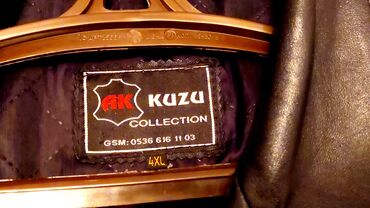 AK KUZU
COLLECTION
GSM: 0536 616 11 03
4XL